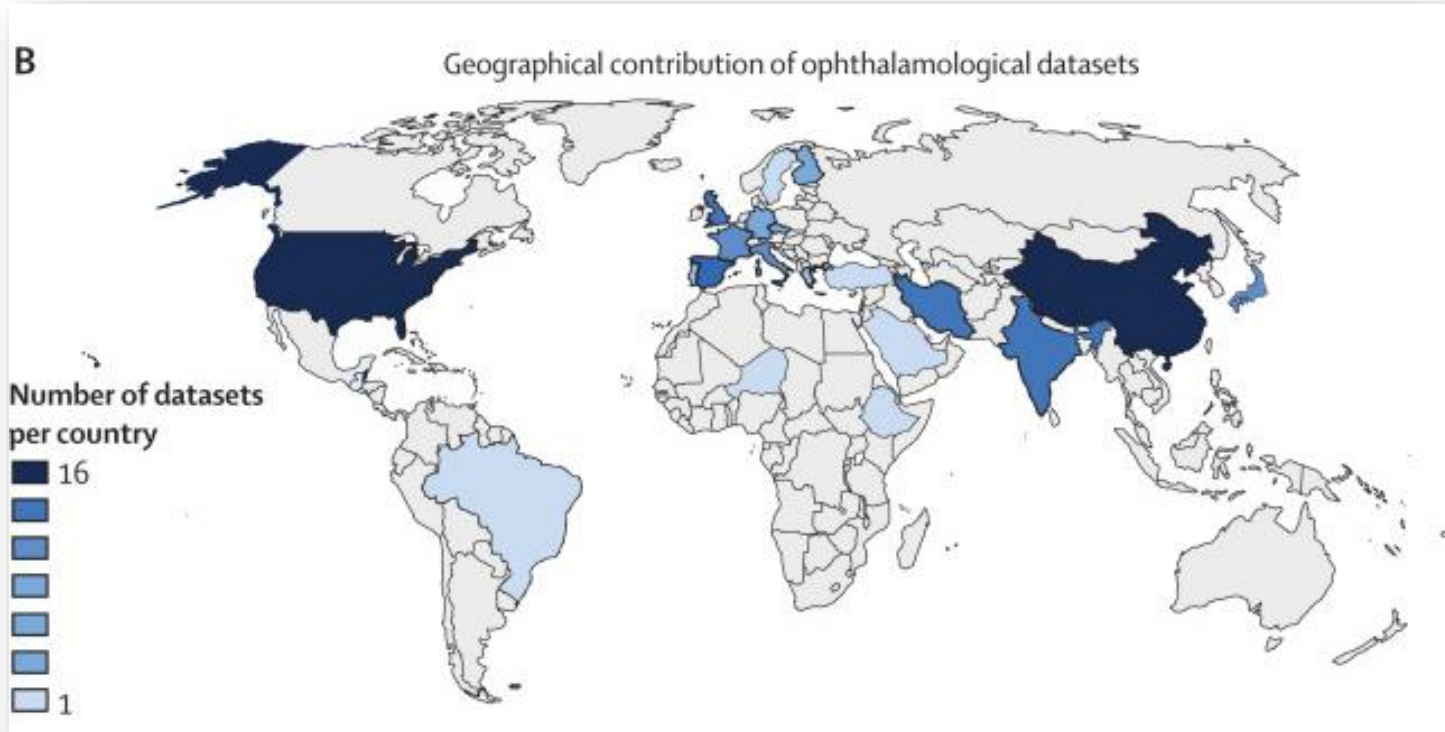 B
Geographical contribution of ophthalamological datasets
Number of datasets
per country
16
1